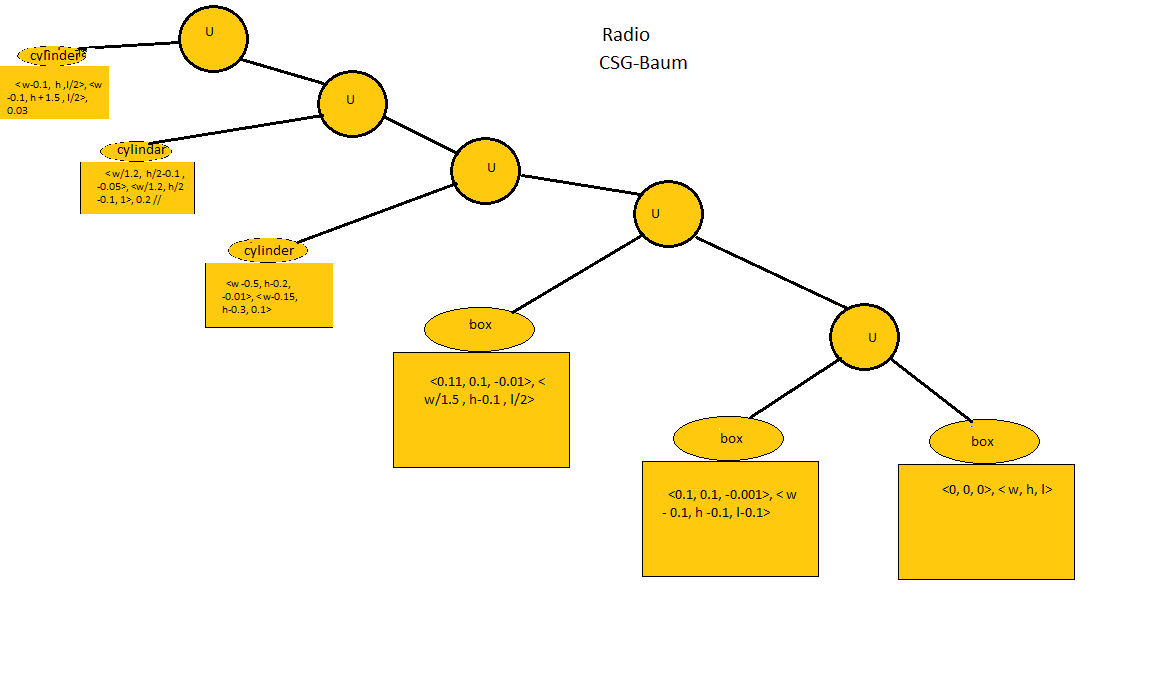 Radio
CSG-Baum
U
cylinder
<w-0.1, h ,l/2>, <w
-0.1, h +1.5 , l/2>,
0.03
U
cylindar
<w/1.2, h/2-0.1 ,
-0.05>, <w/1.2, h/2
-0.1, 1>, 0.2 //
U
cylinder
<w -0.5, h-0.2,
-0.01>, < w-0.15,
h-0.3, 0.1>
U
box
<0.11, 0.1, -0.01>, <
w/1.5 , h-0.1 , l/2>
U
box
<0.1, 0.1, -0.001>, < w
- 0.1, h -0.1, l-0.1>
box
<0, 0, 0>, < w, h, l>